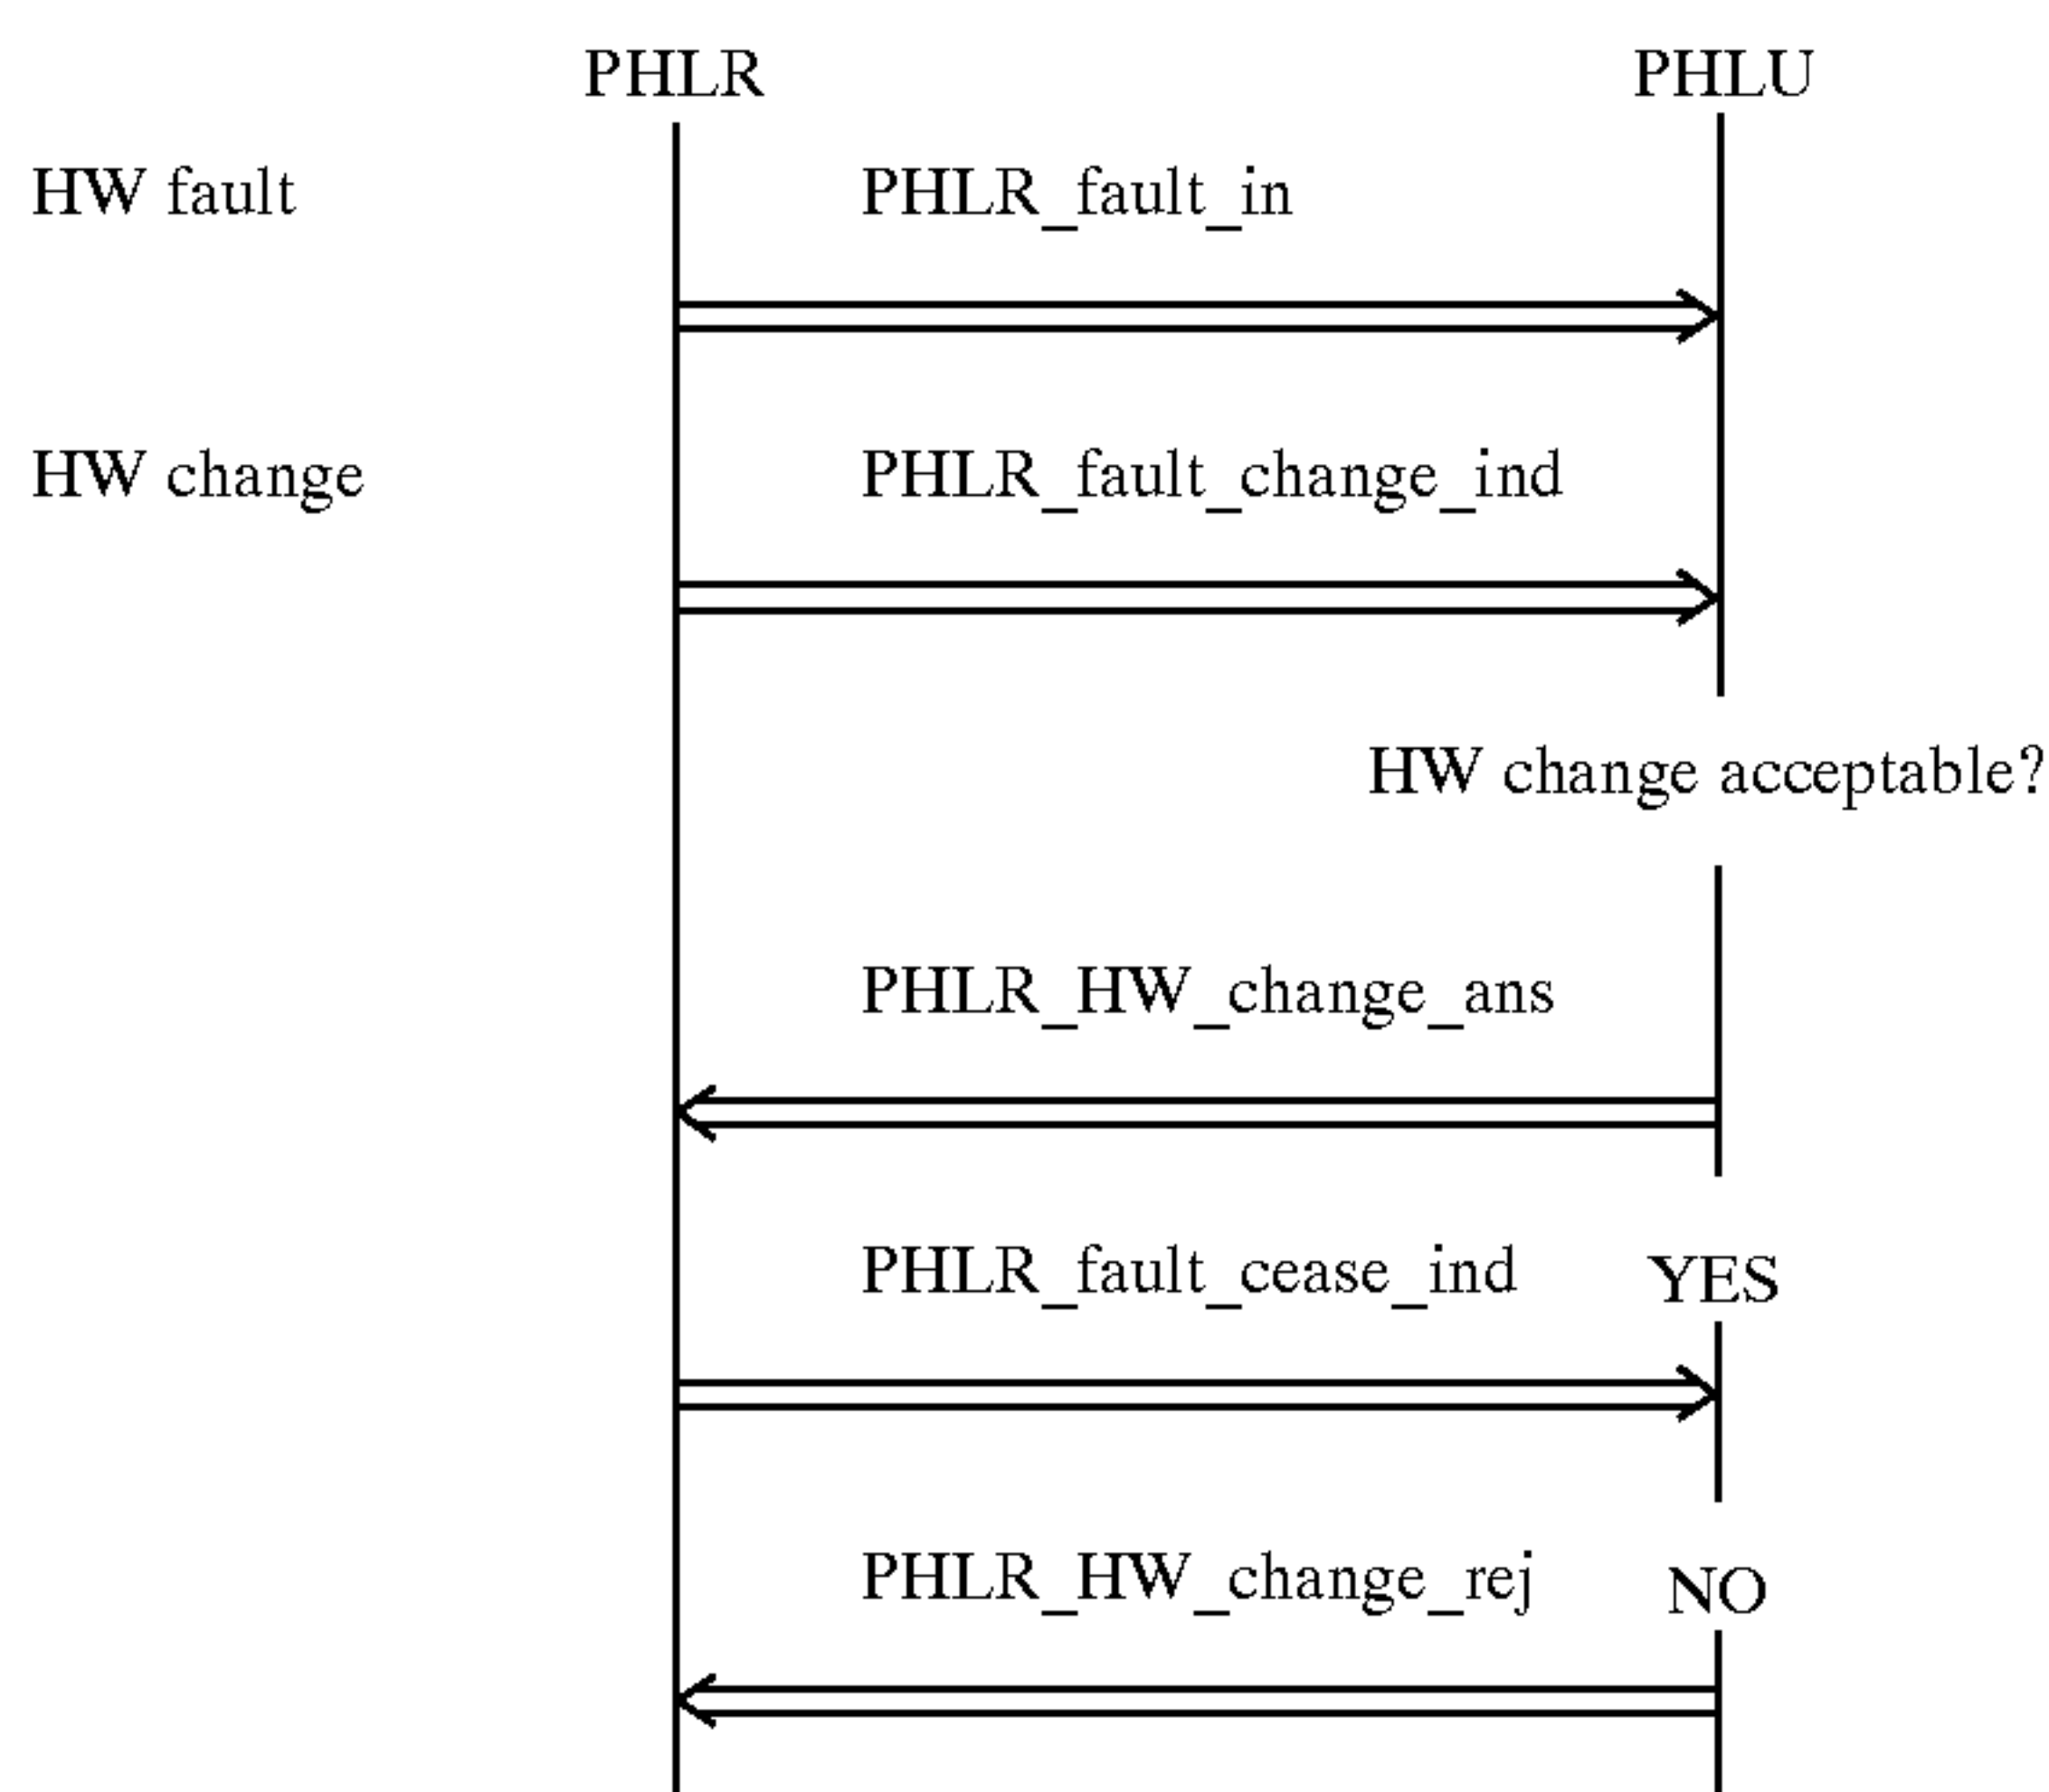 PHLR PHLU
HW fault PHLR_fault_in
HW change PHLR_fault_change_ind
HW change acceptable?
PHLR_HW_change_ans
PHLR_fault_cease_ind YES
PHLR_HW_change_rej NO